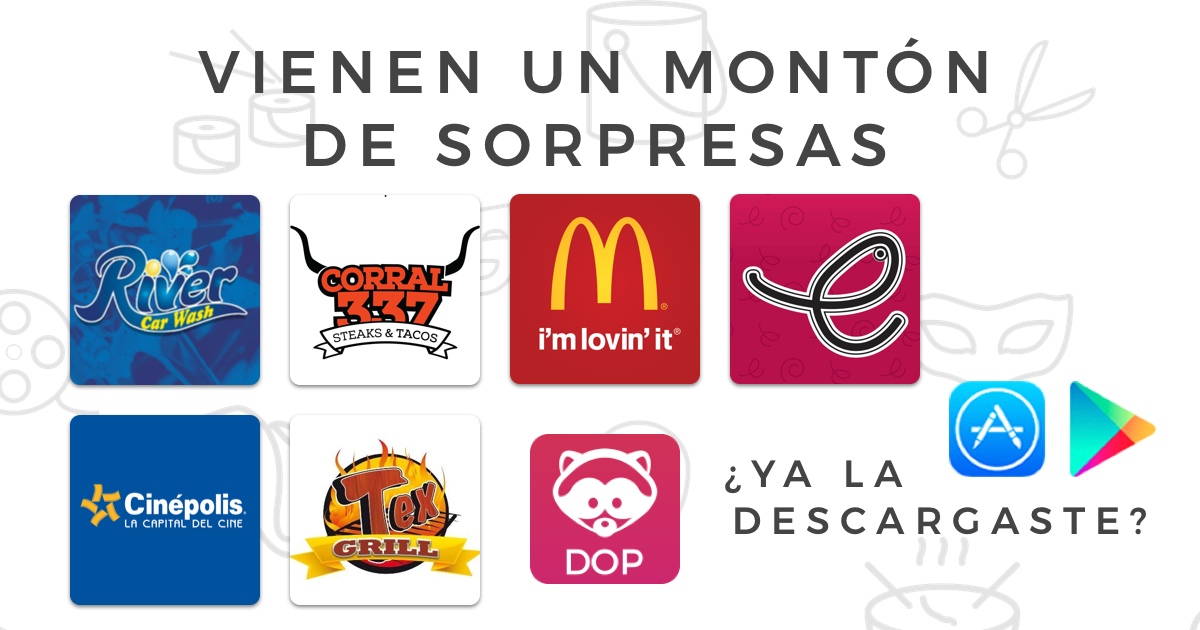 VIENEN UN MONTÓN
DE SORPRESAS
River
Car Wash
CORRAL
337
STEAKS & TACOS
i'm lovin' it®
e
Cinépolis.
LA CAPITAL DEL CINE
Tex
GRILL
DOP
¿YA LA
DESCARGASTE?